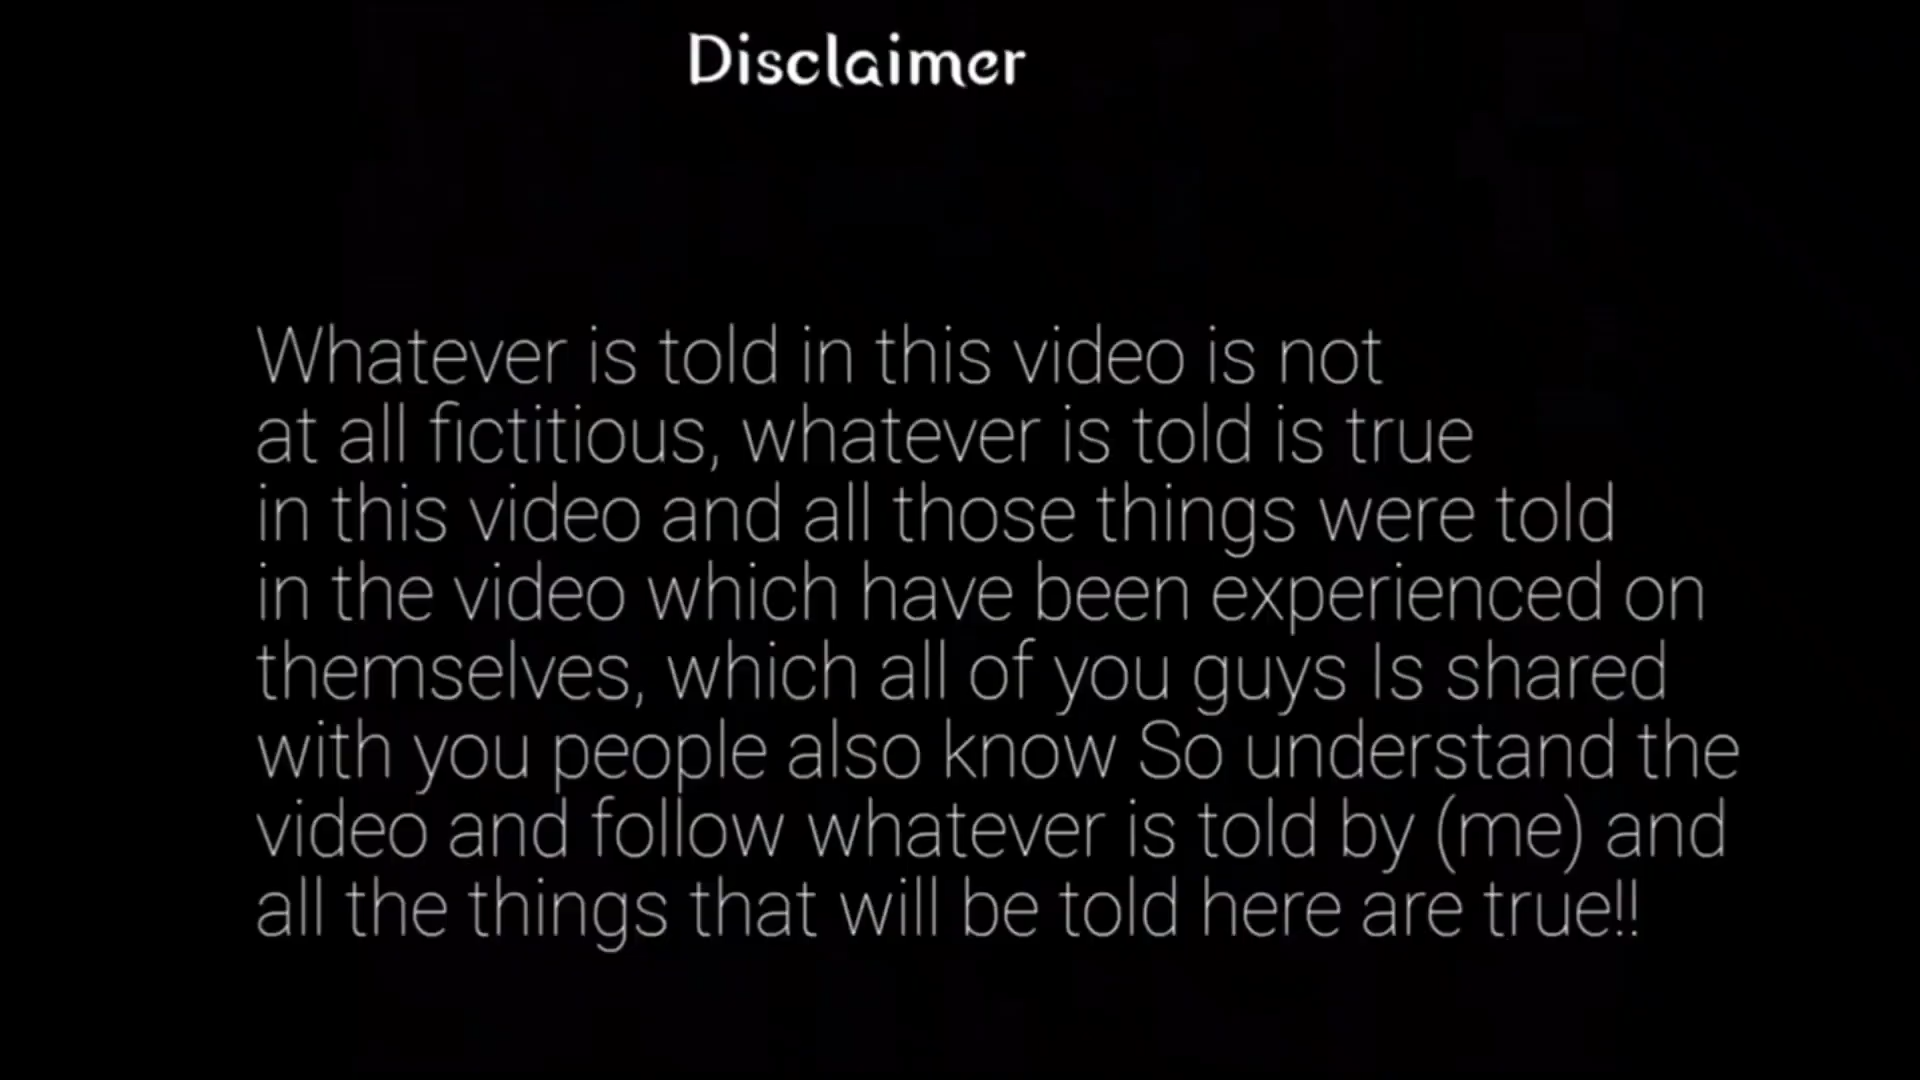 Disclaimer
Whatever is told in this video is not
at all fictitious, whatever is told is true
in this video and all those things were told
in the video which have been experienced on
themselves, which all of you guys Is shared
with you people also know So understand the
video and follow whatever is told by (me) and
all the things that will be told here are true!!